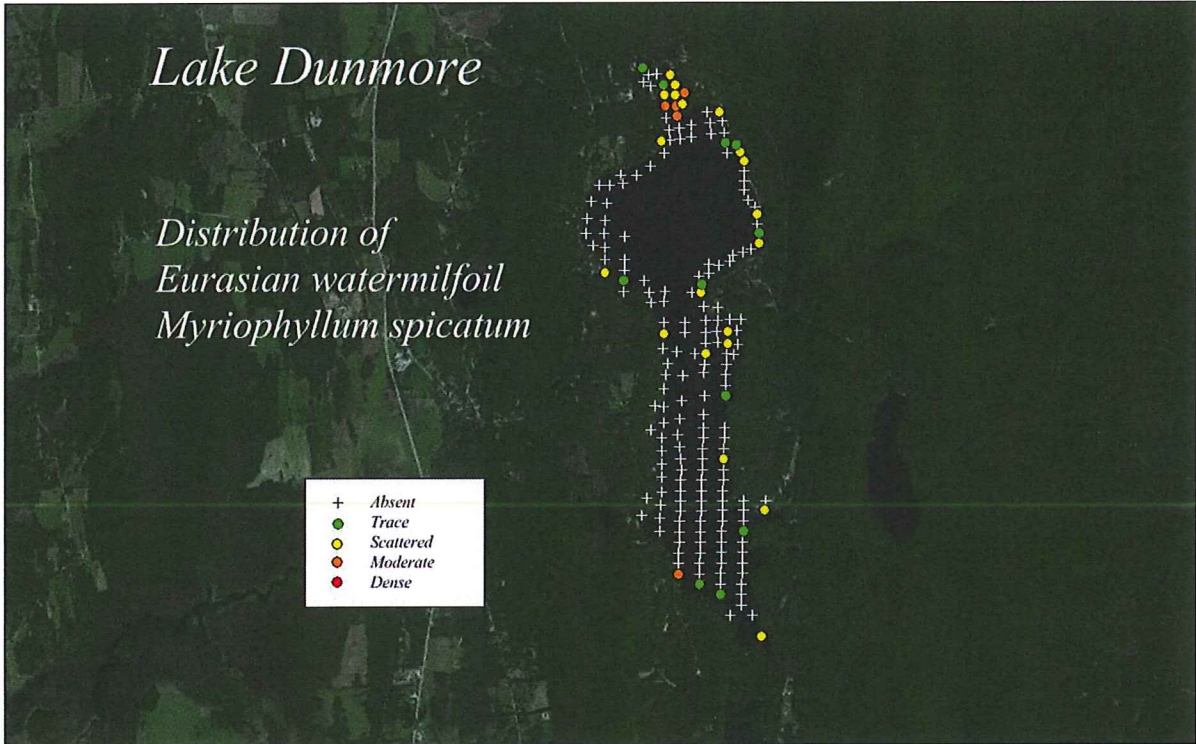 Lake Dunmore
Distribution of
Eurasian watermilfoil
Myriophyllum spicatum
Absent
Trace
Scattered
Moderate
Dense